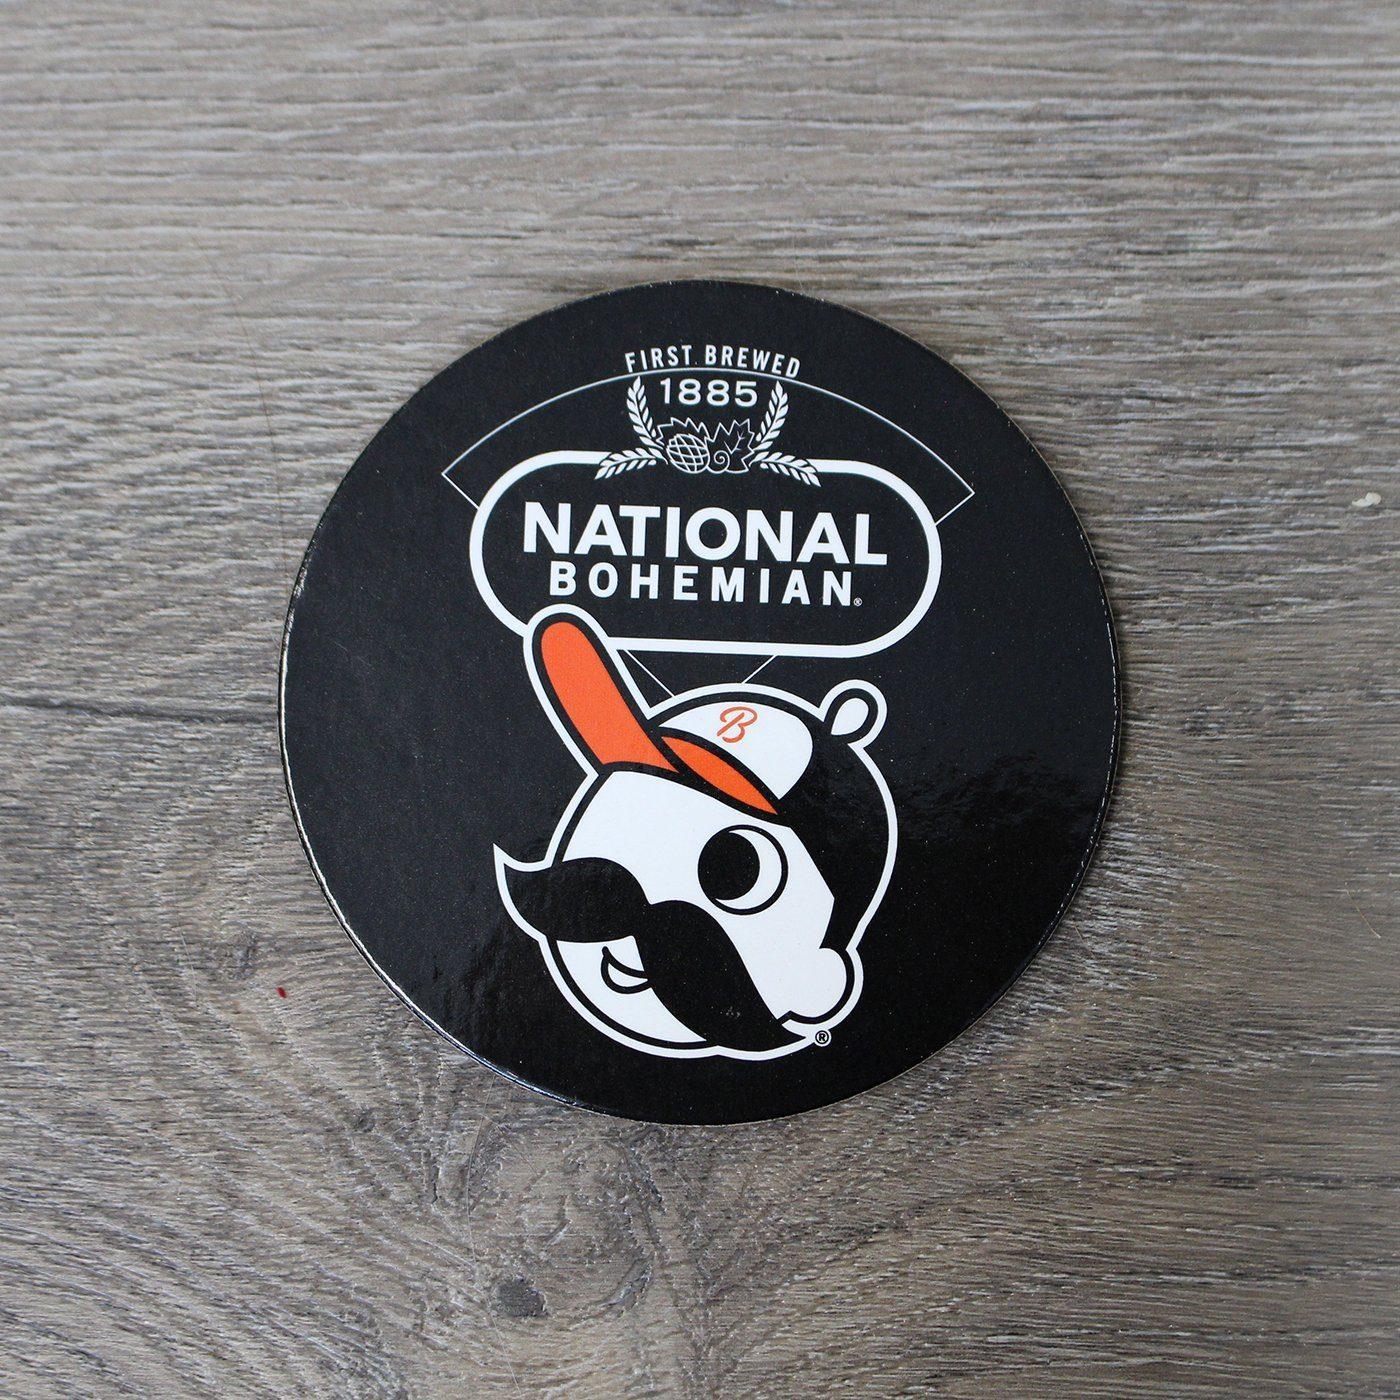 FIRST BREWED
1885
NATIONAL
BOHEMIAN®
B
®